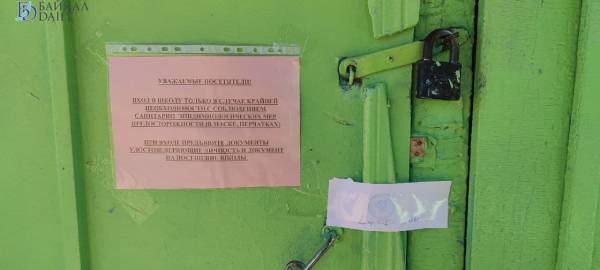 БАЙКАЛ
DAILY
УВАЖАЕМЫЕ ПОСЕТИТЕЛИ!
ВХОД В ШКОЛУ ТОЛЬКО В СЛУЧАЕ КРАЙНЕЙ
НЕОБХОДИМОСТИ С СОБЛЮДЕНИЕМ
САНИТАРНО-ЭПИДЕМИОЛОГИЧЕСКИХ МЕР
ПРЕДОСТОРОЖНОСТИ (В МАСКЕ, ПЕРЧАТКАХ)
ПРИ ВХОДЕ ПРЕДЪЯВИТЕ ДОКУМЕНТЫ
УДОСТОВЕРЯЮЩИЕ ЛИЧНОСТЬ И ДОКУМЕНТ
НА ПОСЕЩЕНИЕ ШКОЛЫ.